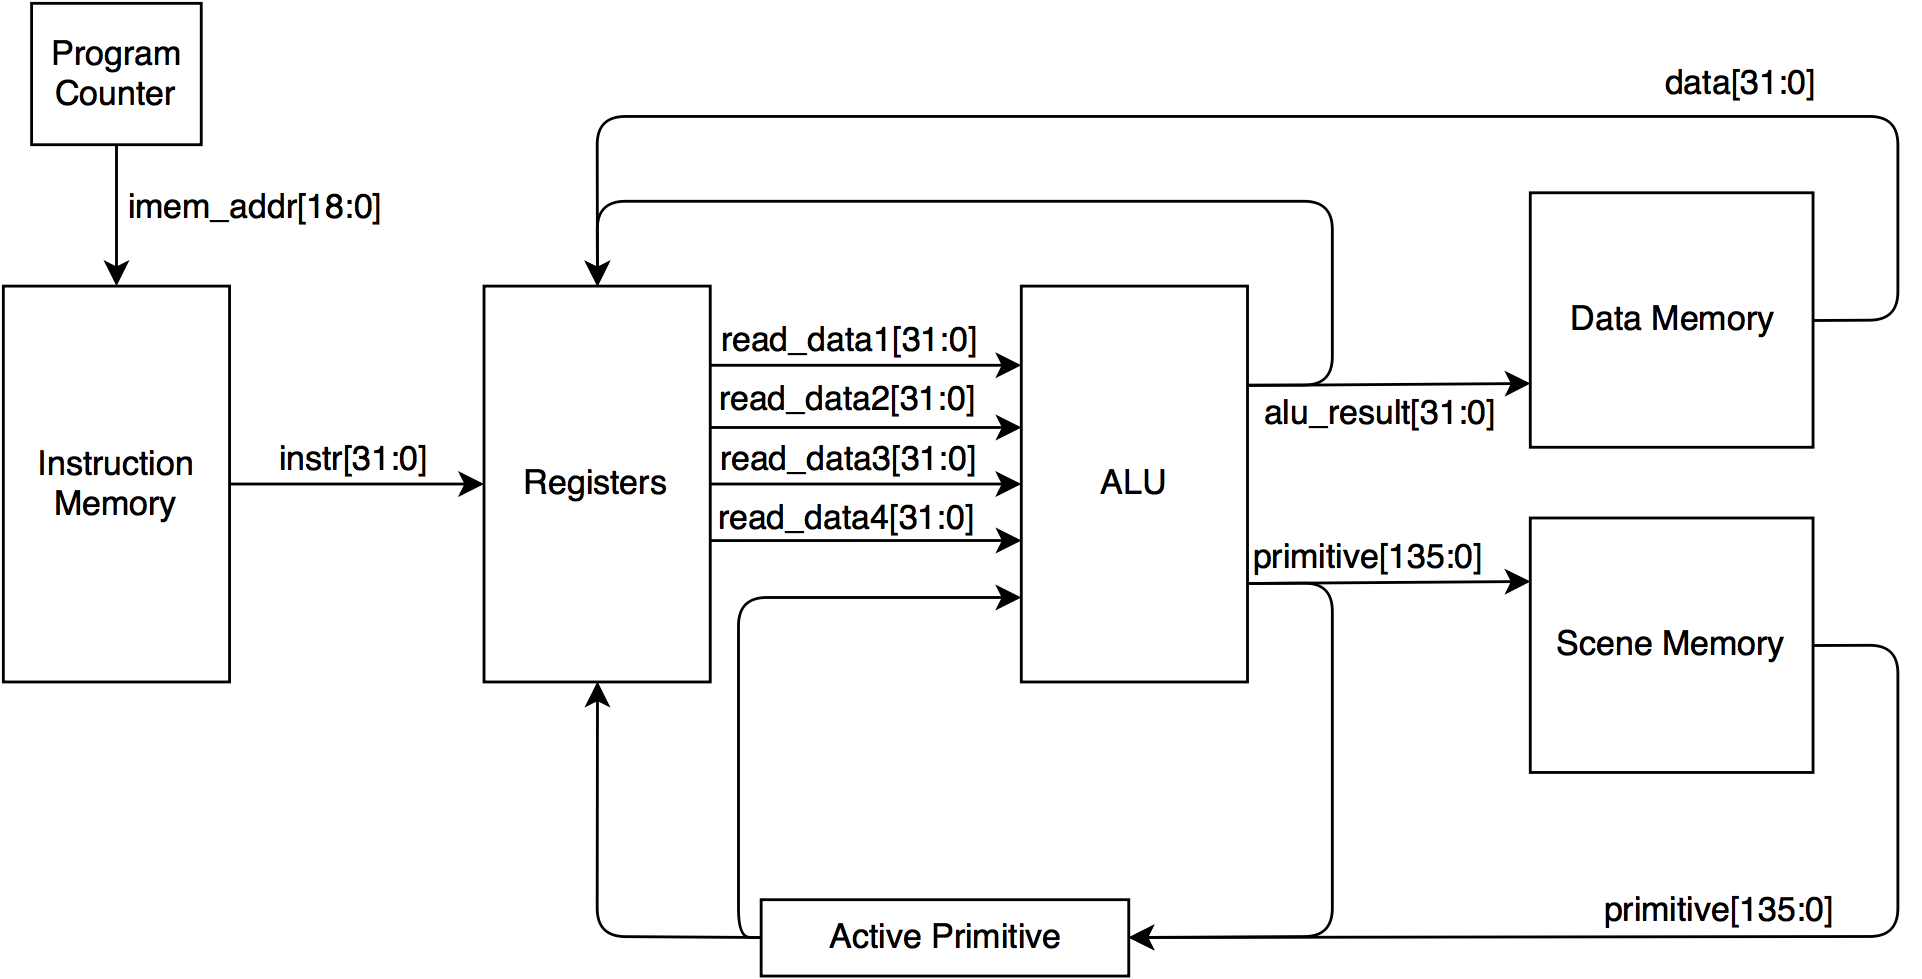 Program
Counter
data[31:0]
imem_addr[18:0]
Data Memory
read_data1[31:0]
read_data2[31:0]
alu_result[31:0]
Instruction
Memory
instr[31:0]
Registers
read_data3[31:0]
ALU
read_data4[31:0]
primitive[135:0]
Scene Memory
primitive[135:0]
Active Primitive